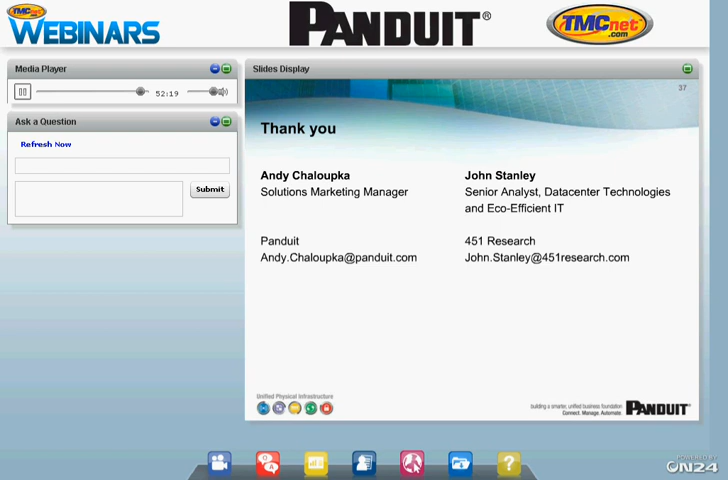 TMCnet
WEBINARS
PANDUIT®
TMCnet
.com
Media Player
52:19
Ask a Question
Refresh Now
Submit
Slides Display
37
Thank you
Andy Chaloupka
Solutions Marketing Manager
Panduit
Andy.Chaloupka@panduit.com
John Stanley
Senior Analyst, Datacenter Technologies
and Eco-Efficient IT
451 Research
John.Stanley@451research.com
Unified Physical Infrastructure
building a smarter, unified business foundation
Connect. Manage. Automate.
PANDUIT
Q
A
?
POWERED BY
ON24